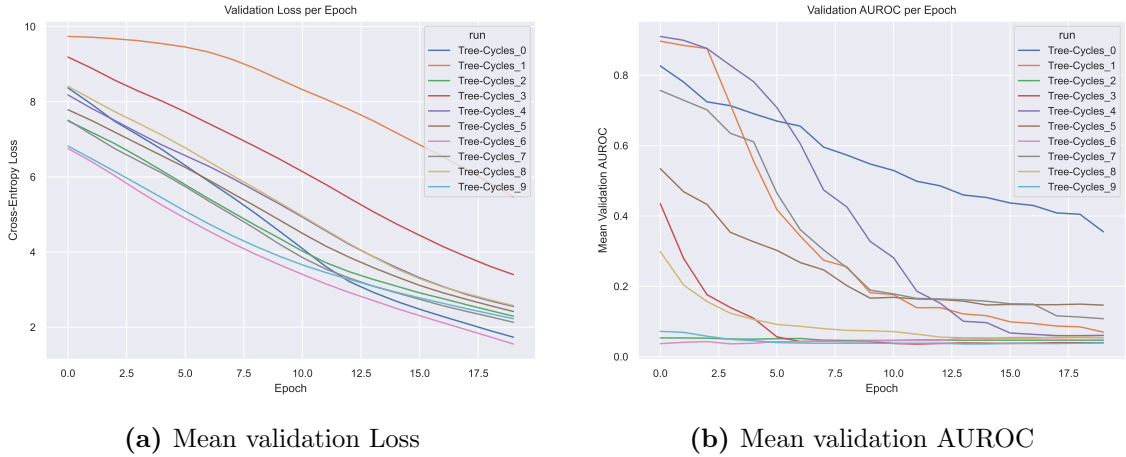 Validation Loss per Epoch
Cross-Entropy Loss
10
8
6
4
2
0.0 2.5 5.0 7.5 10.0 12.5 15.0 17.5
Epoch
run
Tree-Cycles_0
Tree-Cycles_1
Tree-Cycles_2
Tree-Cycles_3
Tree-Cycles_4
Tree-Cycles_5
Tree-Cycles_6
Tree-Cycles_7
Tree-Cycles_8
Tree-Cycles_9
(a) Mean validation Loss
Validation AUROC per Epoch
Mean Validation AUROC
0.8
0.6
0.4
0.2
0.0
0.0 2.5 5.0 7.5 10.0 12.5 15.0 17.5
Epoch
run
Tree-Cycles_0
Tree-Cycles_1
Tree-Cycles_2
Tree-Cycles_3
Tree-Cycles_4
Tree-Cycles_5
Tree-Cycles_6
Tree-Cycles_7
Tree-Cycles_8
Tree-Cycles_9
(b) Mean validation AUROC